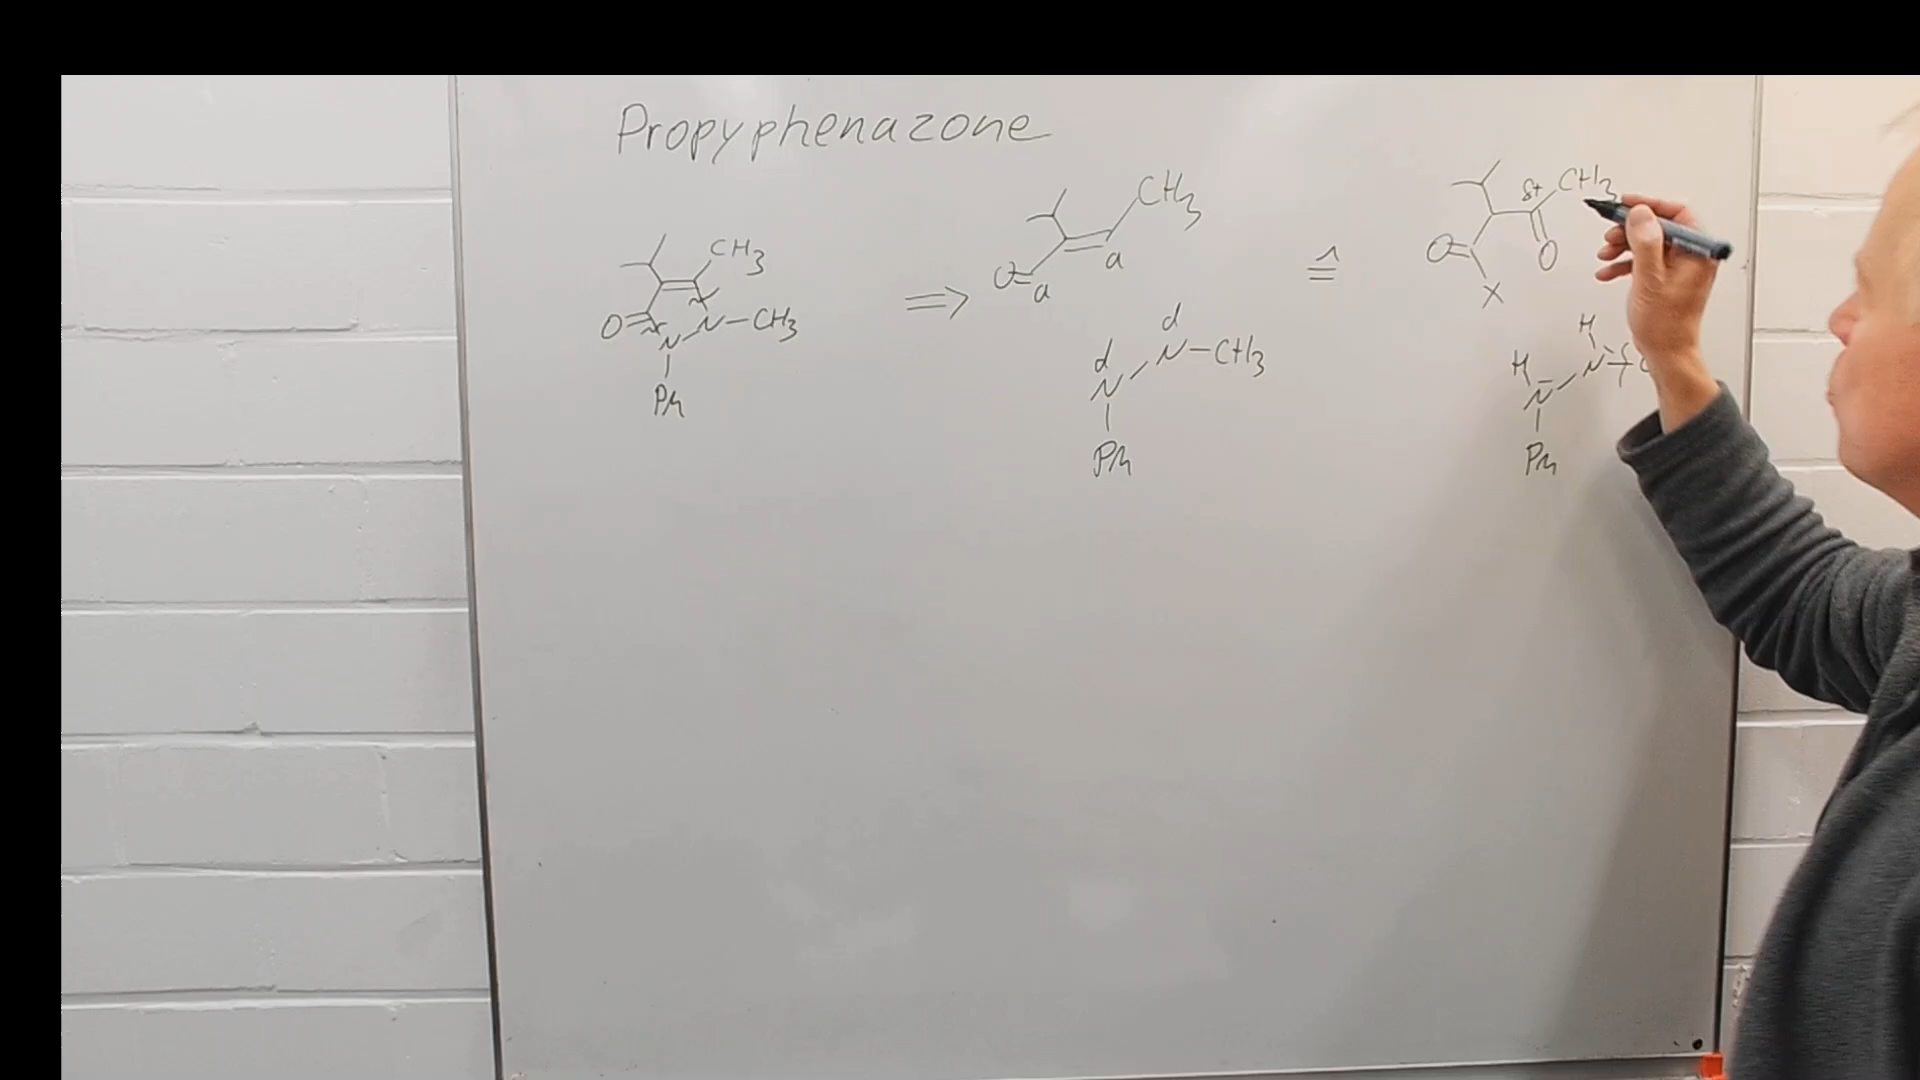 Propyphenazone
CH3
O
N
N-CH3
Ph
⇒
CH3
O
a
a
d
d
N
N-CH3
Ph
≙
δ+
CH3
O
O
X
H
H
N
N
Ph